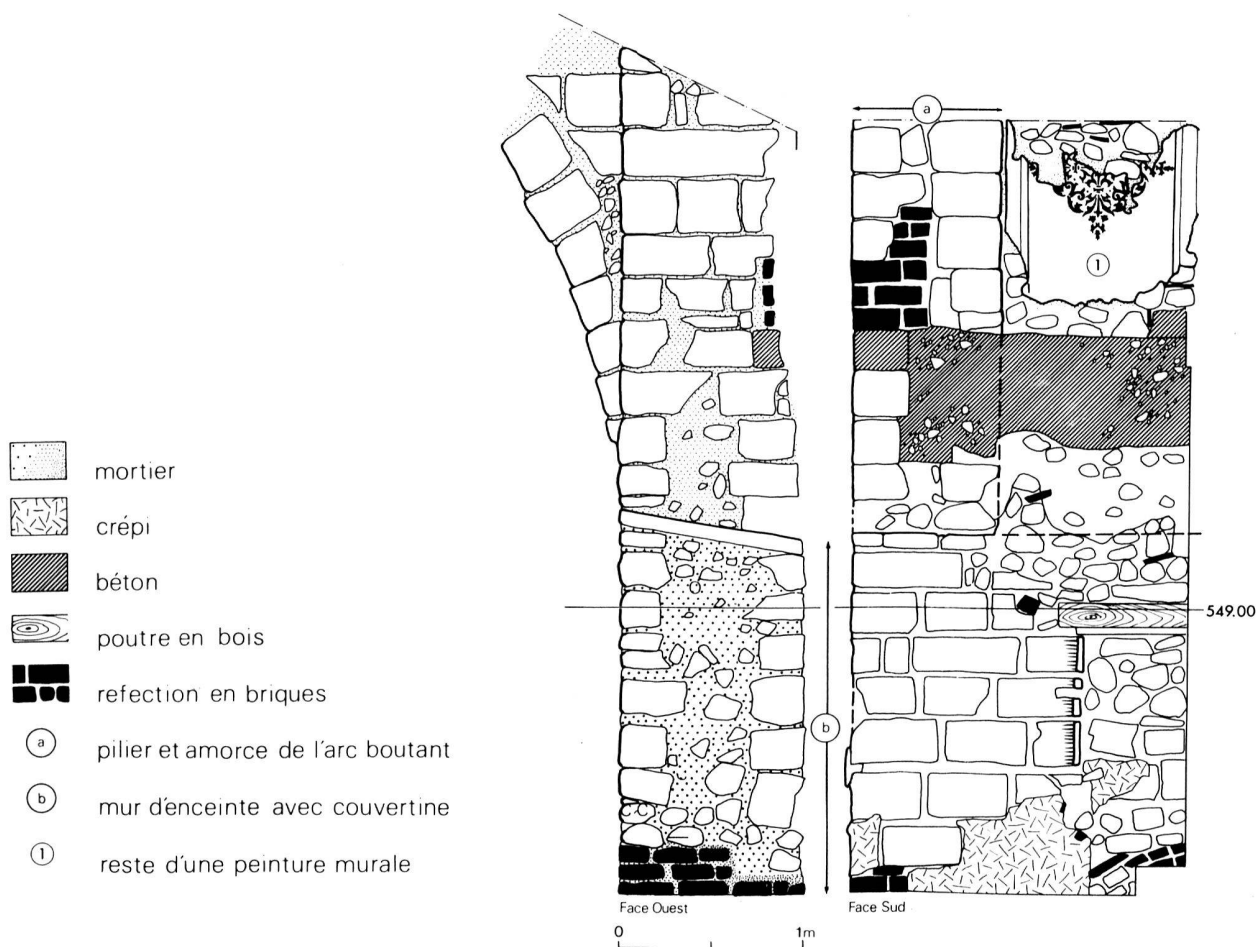 mortier
crépi
béton
poutre en bois
refection en briques
a pilier et amorce de l'arc boutant
b mur d'enceinte avec couvertine
1 reste d'une peinture murale
a
1
b
549.00
Face Ouest
Face Sud
0 1m